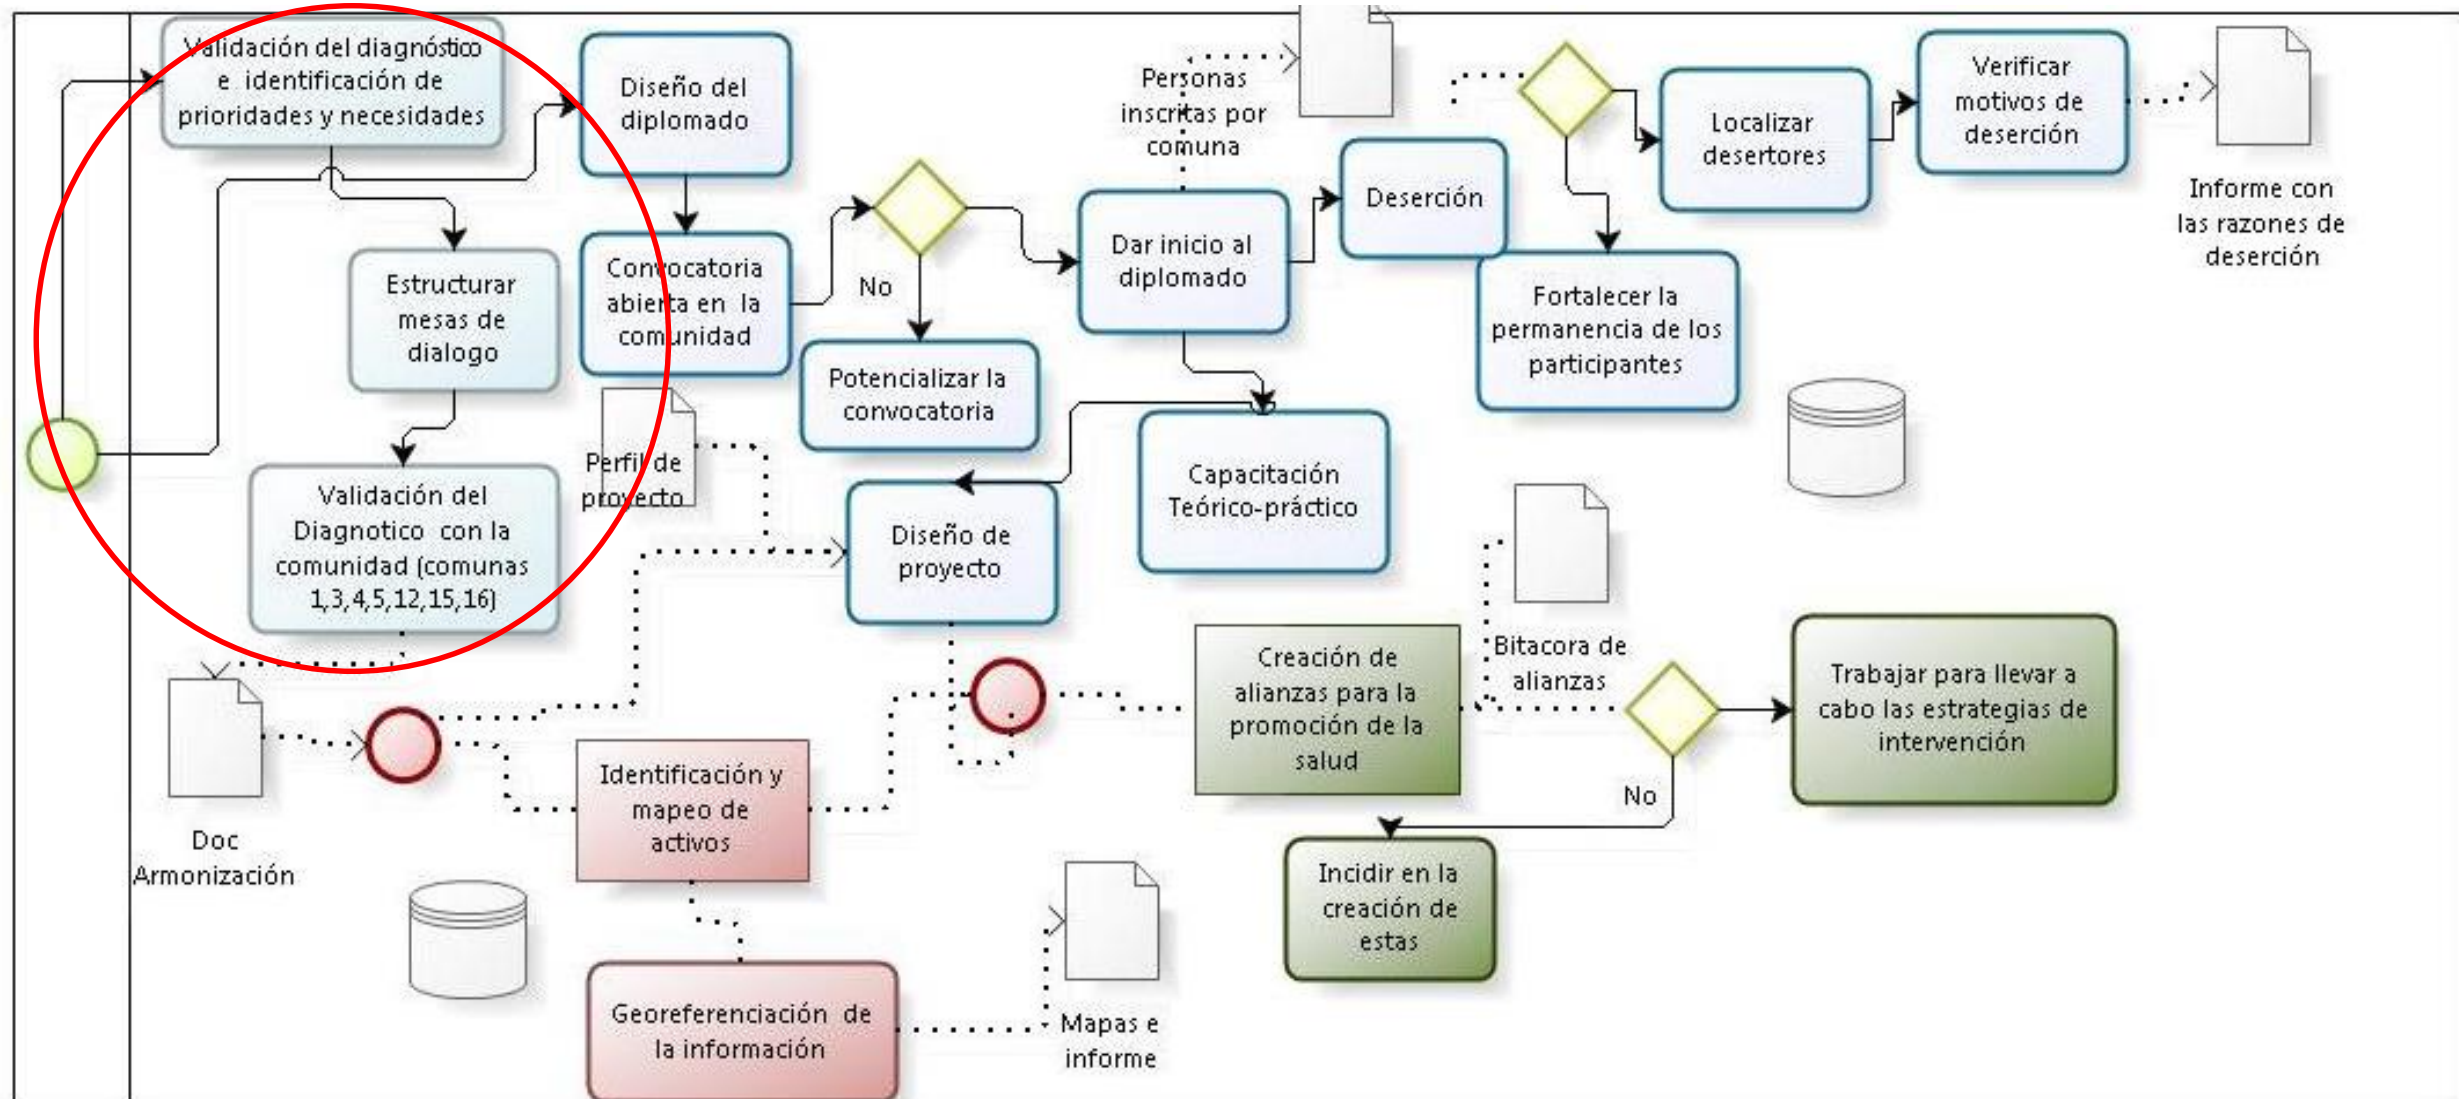 Validación del diagnóstico
e identificación de
prioridades y necesidades
Estructurar
mesas de
dialogo
Validación del
Diagnotico con la
comunidad (comunas
1,3,4,5,12,15,16)
Doc
Armonización
Diseño del
diplomado
Convocatoria
abierta en la
comunidad
No
Potencializar la
convocatoria
Perfil de
proyecto
Personas
inscritas por
comuna
Dar inicio al
diplomado
Deserción
Localizar
desertores
Verificar
motivos de
deserción
Informe con
las razones de
deserción
Fortalecer la
permanencia de los
participantes
Capacitación
Teórico-práctico
Diseño de
proyecto
Identificación y
mapeo de
activos
Georeferenciación de
la información
Mapas e
informe
Creación de
alianzas para la
promoción de la
salud
Bitacora de
alianzas
No
Trabajar para llevar a
cabo las estrategias de
intervención
Incidir en la
creación de
estas